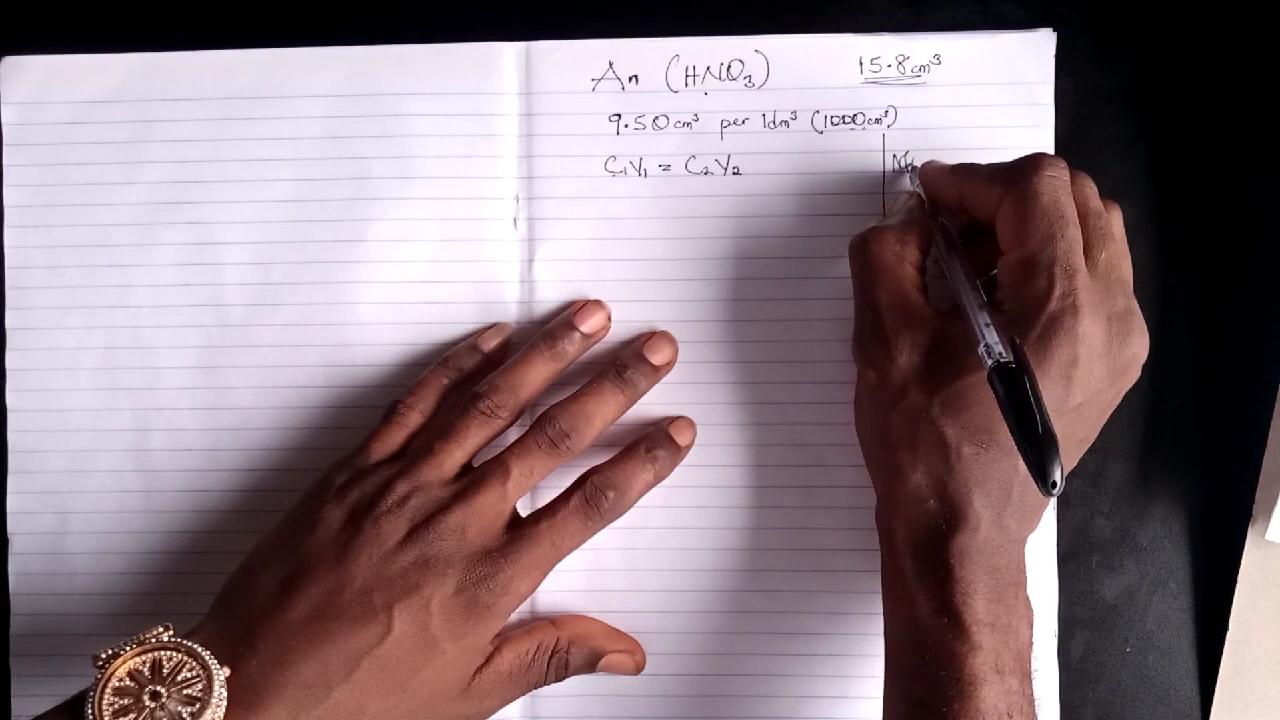 An (HNO₃) 15.8cm³
9.50cm³ per 1dm³ (1000cm³)
C₁V₁ = C₂V₂